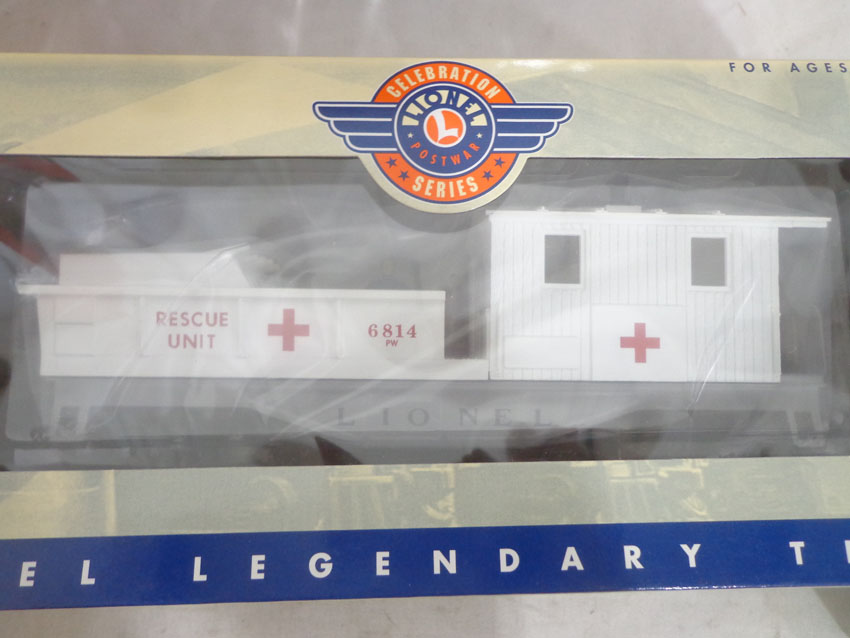 FOR AGES
CELEBRATION
LIONEL
L
POSTWAR
SERIES
RESCUE
UNIT
6814
PW
LIONEL
EL LEGENDARY T